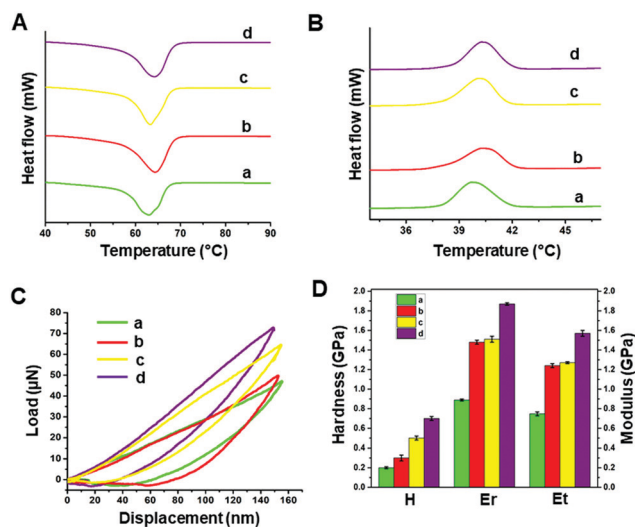 A
d
c
b
a
Heat flow (mW)
40 50 60 70 80 90
Temperature (°C)
B
d
c
b
a
Heat flow (mW)
36 39 42 45
Temperature (°C)
C
a
b
c
d
Load (µN)
80
70
60
50
40
30
20
10
0
0 20 40 60 80 100 120 140 160
Displacement (nm)
D
a
b
c
d
Hardness (GPa)
2.0
1.8
1.6
1.4
1.2
1.0
0.8
0.6
0.4
0.2
H Er Et
2.0
1.8
1.6
1.4
1.2
1.0
0.8
0.6
0.4
0.2
Modulus (GPa)